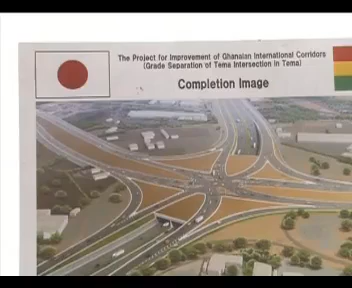 The Project for Improvement of Ghanaian International Corridors
(Grade Separation of Tema Intersection in Tema)
Completion Image